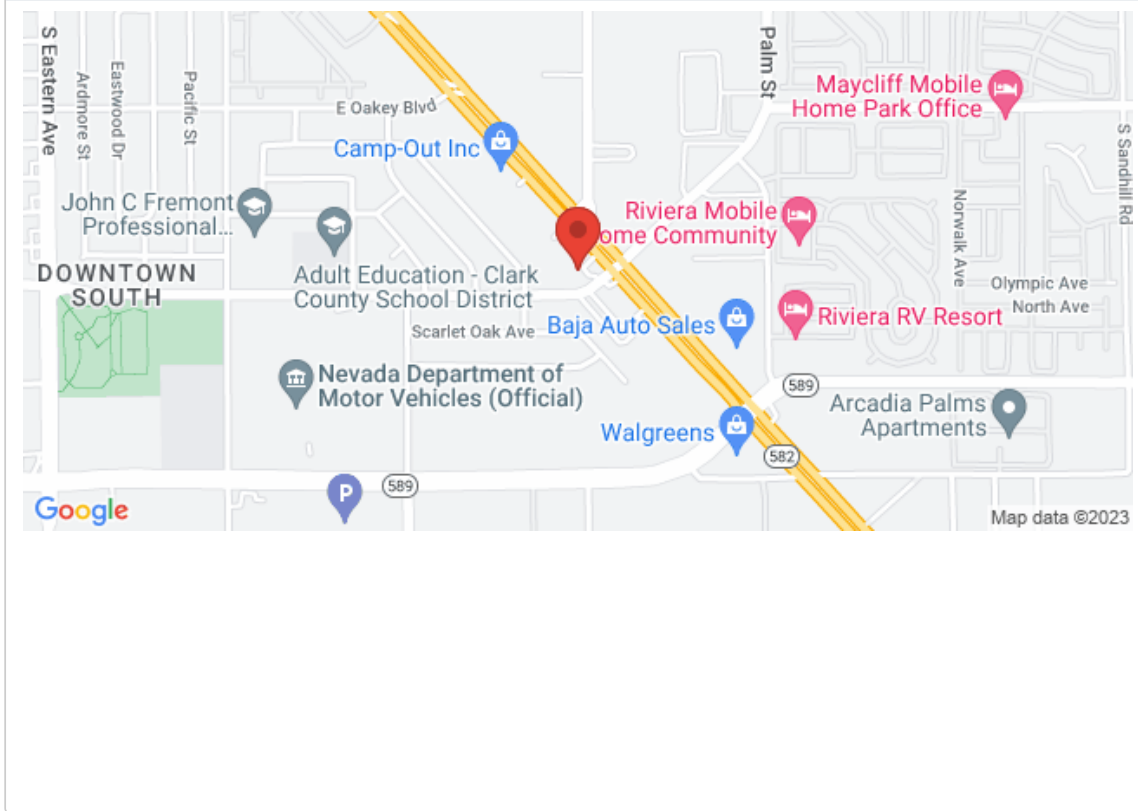 S Eastern Ave
Ardmore St
Eastwood Dr
Pacific St
E Oakey Blvd
Palm St
Maycliff Mobile
Home Park Office
S Sandhill Rd
Camp-Out Inc
John C Fremont
Professional...
Riviera Mobile
ome Community
Norwalk Ave
DOWNTOWN
SOUTH
Adult Education - Clark
County School District
Olympic Ave
North Ave
Scarlet Oak Ave
Baja Auto Sales
Riviera RV Resort
Nevada Department of
Motor Vehicles (Official)
589
Arcadia Palms
Apartments
Walgreens
582
589
P
Google
Map data ©2023